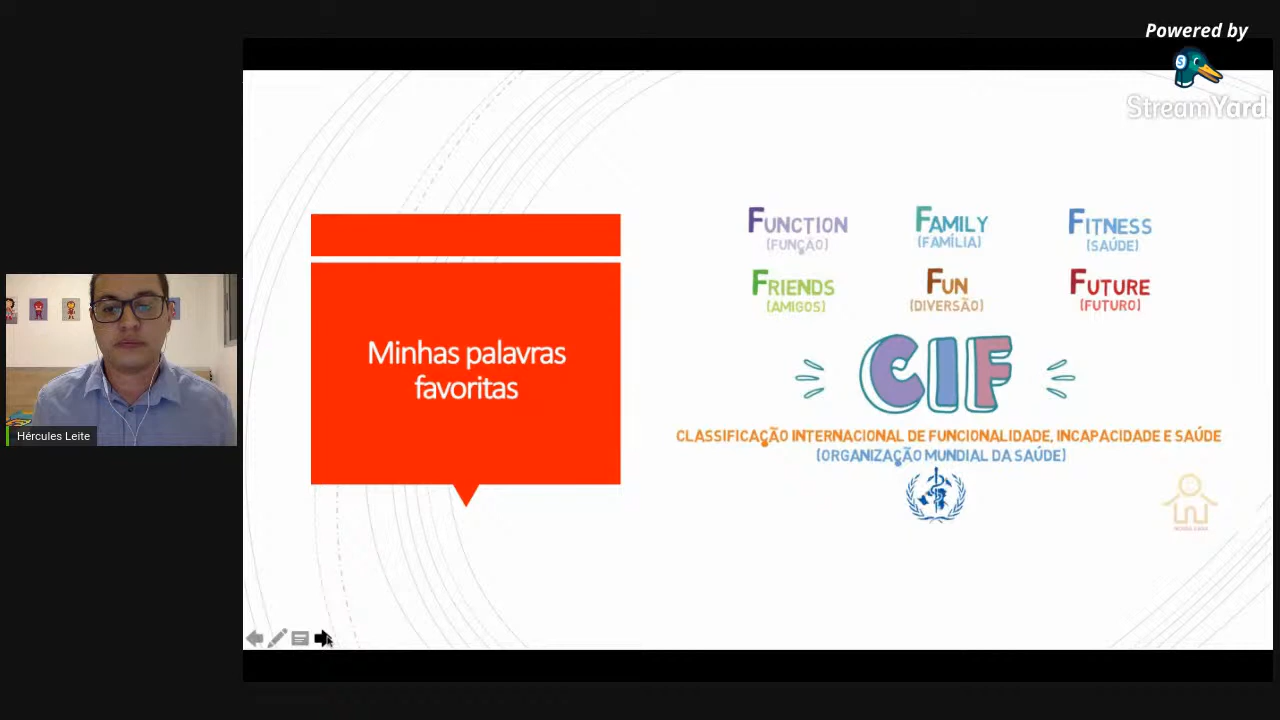 Powered by
StreamYard
FUNCTION
(FUNÇÃO)
FAMILY
(FAMÍLIA)
FITNESS
(SAÚDE)
FRIENDS
(AMIGOS)
FUN
(DIVERSÃO)
FUTURE
(FUTURO)
Minhas palavras
favoritas
CIF
CLASSIFICAÇÃO INTERNACIONAL DE FUNCIONALIDADE, INCAPACIDADE E SAÚDE
(ORGANIZAÇÃO MUNDIAL DA SAÚDE)
Hércules Leite